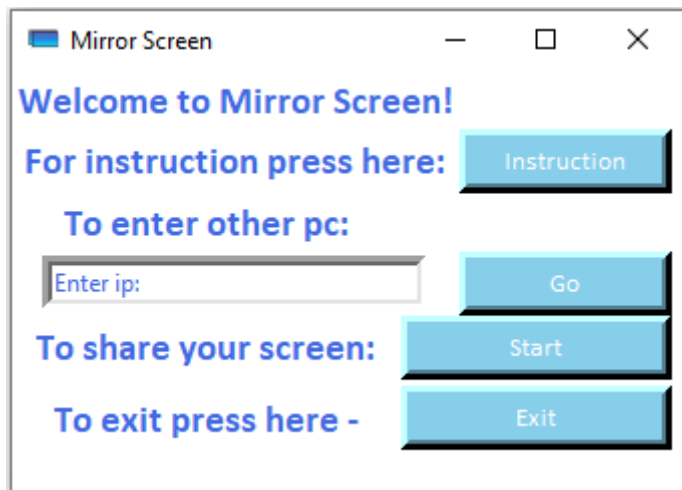 Mirror Screen
Welcome to Mirror Screen!
For instruction press here: Instruction
To enter other pc:
Enter ip: Go
To share your screen: Start
To exit press here - Exit